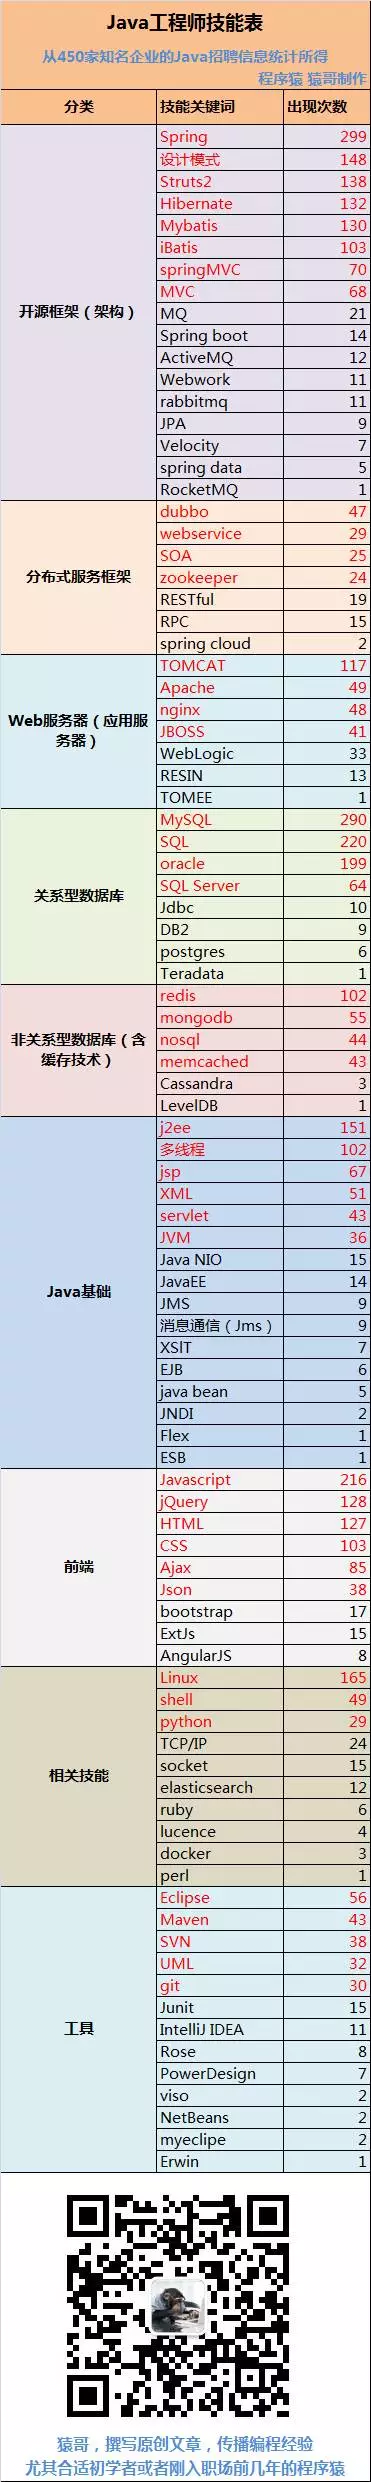 Java工程师技能表
从450家知名企业的Java招聘信息统计所得
程序猿 猿哥制作
分类 技能关键词 出现次数
开源框架（架构）
Spring 299
设计模式 148
Struts2 138
Hibernate 132
Mybatis 130
iBatis 103
springMVC 70
MVC 68
MQ 21
Spring boot 14
ActiveMQ 12
Webwork 11
rabbitmq 11
JPA 9
Velocity 7
spring data 5
RocketMQ 1
分布式服务框架
dubbo 47
webservice 29
SOA 25
zookeeper 24
RESTful 19
RPC 15
spring cloud 2
Web服务器（应用服
务器）
TOMCAT 117
Apache 49
nginx 48
JBOSS 41
WebLogic 33
RESIN 13
TOMEE 1
关系型数据库
MySQL 290
SQL 220
oracle 199
SQL Server 64
Jdbc 10
DB2 9
postgres 6
Teradata 1
非关系型数据库（含
缓存技术）
redis 102
mongodb 55
nosql 44
memcached 43
Cassandra 3
LevelDB 1
Java基础
j2ee 151
多线程 102
jsp 67
XML 51
servlet 43
JVM 36
Java NIO 15
JavaEE 14
JMS 9
消息通信（Jms） 9
XSlT 7
EJB 6
java bean 5
JNDI 2
Flex 1
ESB 1
前端
Javascript 216
jQuery 128
HTML 127
CSS 103
Ajax 85
Json 38
bootstrap 17
ExtJs 15
AngularJS 8
相关技能
Linux 165
shell 49
python 29
TCP/IP 24
socket 15
elasticsearch 12
ruby 6
lucence 4
docker 3
perl 1
工具
Eclipse 56
Maven 43
SVN 38
UML 32
git 30
Junit 15
IntelliJ IDEA 11
Rose 8
PowerDesign 7
viso 2
NetBeans 2
myeclipe 2
Erwin 1
猿哥，撰写原创文章，传播编程经验
尤其合适初学者或者刚入职场前几年的程序猿